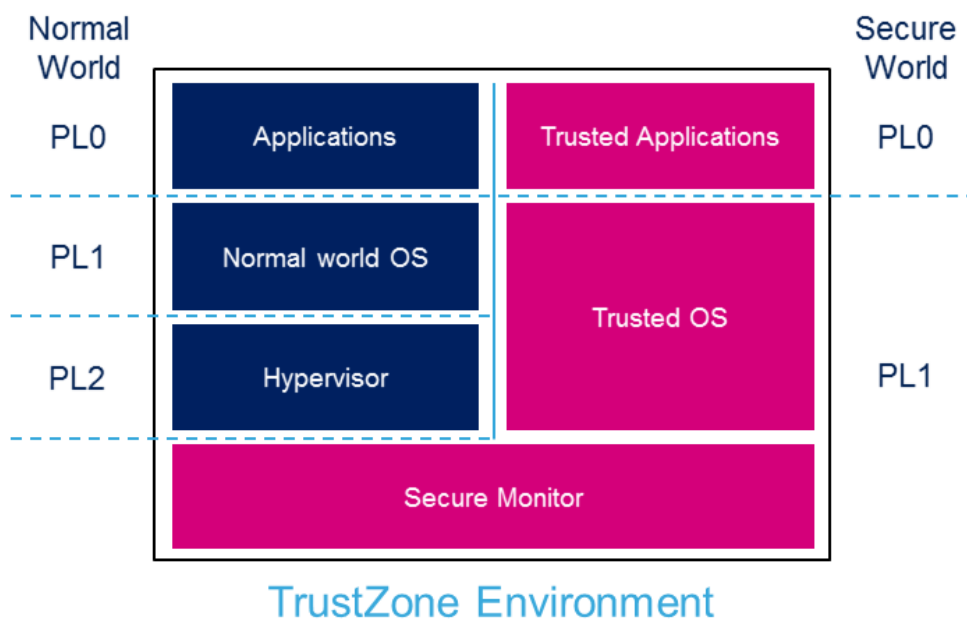 Normal
World
Secure
World
PL0
Applications
Trusted Applications
PL0
PL1
Normal world OS
Trusted OS
PL2
Hypervisor
PL1
Secure Monitor
TrustZone Environment